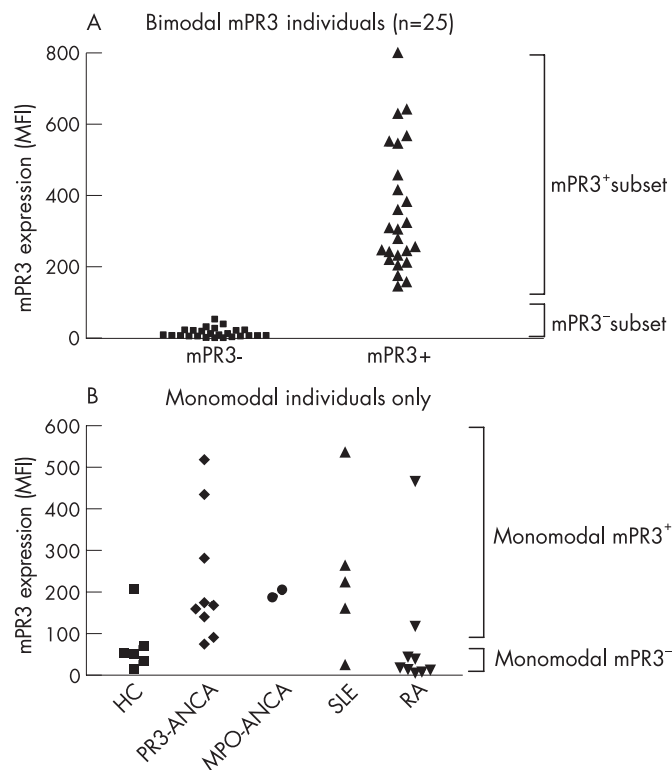 A Bimodal mPR3 individuals (n=25)
800
600
400
200
0
mPR3 expression (MFI)
mPR3- mPR3+
mPR3+subset
mPR3–subset
B Monomodal individuals only
600
500
400
300
200
100
0
mPR3 expression (MFI)
HC PR3-ANCA MPO-ANCA SLE RA
Monomodal mPR3+
Monomodal mPR3–